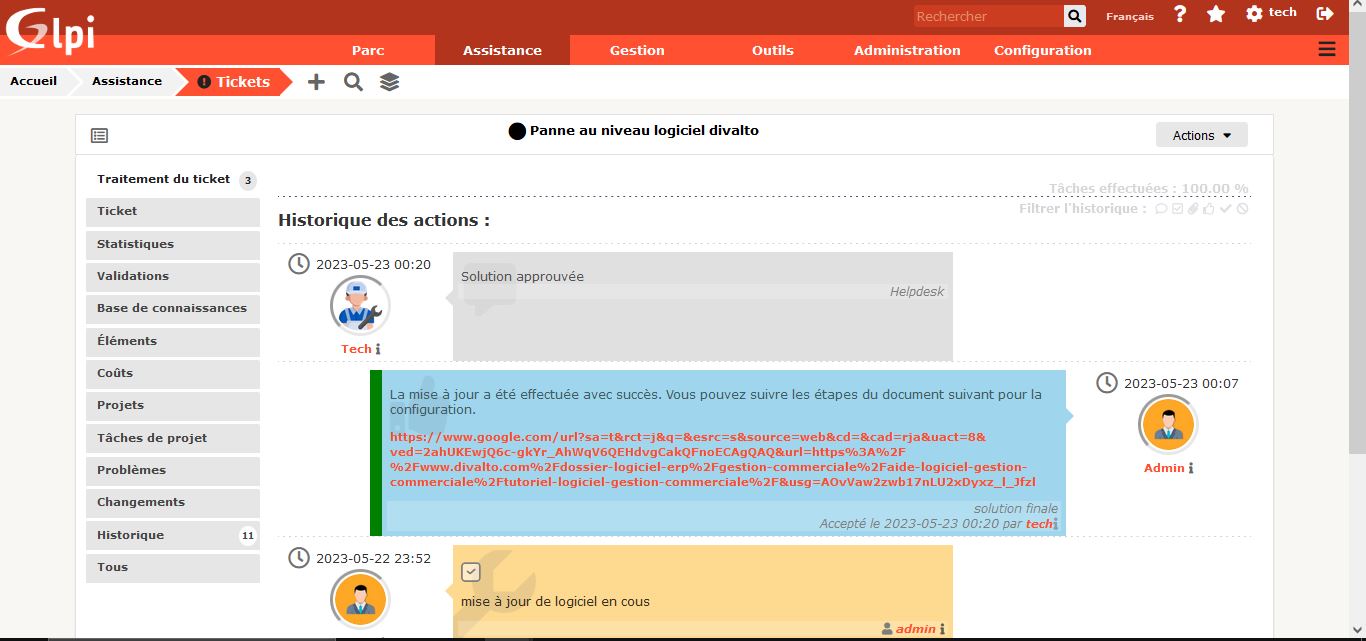 Glpi
Rechercher
Français
tech
Parc
Assistance
Gestion
Outils
Administration
Configuration
Accueil
Assistance
Tickets
Panne au niveau logiciel divalto
Actions
Traitement du ticket 3
Ticket
Statistiques
Validations
Base de connaissances
Éléments
Coûts
Projets
Tâches de projet
Problèmes
Changements
Historique 11
Tous
Tâches effectuées : 100.00 %
Filtrer l'historique :
Historique des actions :
2023-05-23 00:20
Tech
Solution approuvée
Helpdesk
La mise à jour a été effectuée avec succès. Vous pouvez suivre les étapes du document suivant pour la
configuration.
https://www.google.com/url?sa=t&rct=j&q=&esrc=s&source=web&cd=&cad=rja&uact=8&
ved=2ahUKEwjQ6c-gkYr_AhWqV6QEHdvgCakQFnoECAgQAQ&url=https%3A%2F
%2Fwww.divalto.com%2Fdossier-logiciel-erp%2Fgestion-commerciale%2Faide-logiciel-gestion-
commerciale%2Ftutoriel-logiciel-gestion-commerciale%2F&usg=AOvVaw2zwb17nLU2xDyxz_l_Jfzl
solution finale
Accepté le 2023-05-23 00:20 par tech
2023-05-23 00:07
Admin
2023-05-22 23:52
mise à jour de logiciel en cous
admin